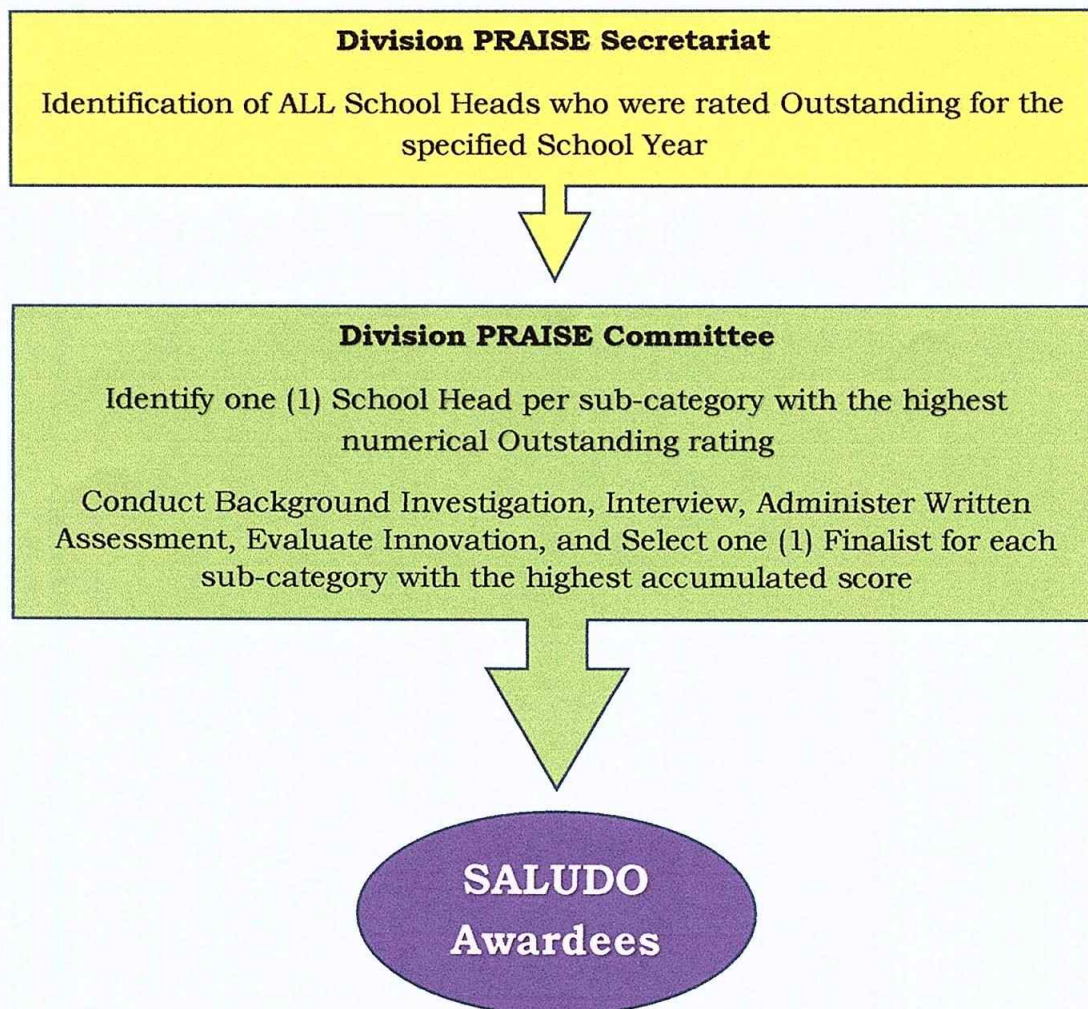 Division PRAISE Secretariat
Identification of ALL School Heads who were rated Outstanding for the
specified School Year
Division PRAISE Committee
Identify one (1) School Head per sub-category with the highest
numerical Outstanding rating
Conduct Background Investigation, Interview, Administer Written
Assessment, Evaluate Innovation, and Select one (1) Finalist for each
sub-category with the highest accumulated score
SALUDO
Awardees